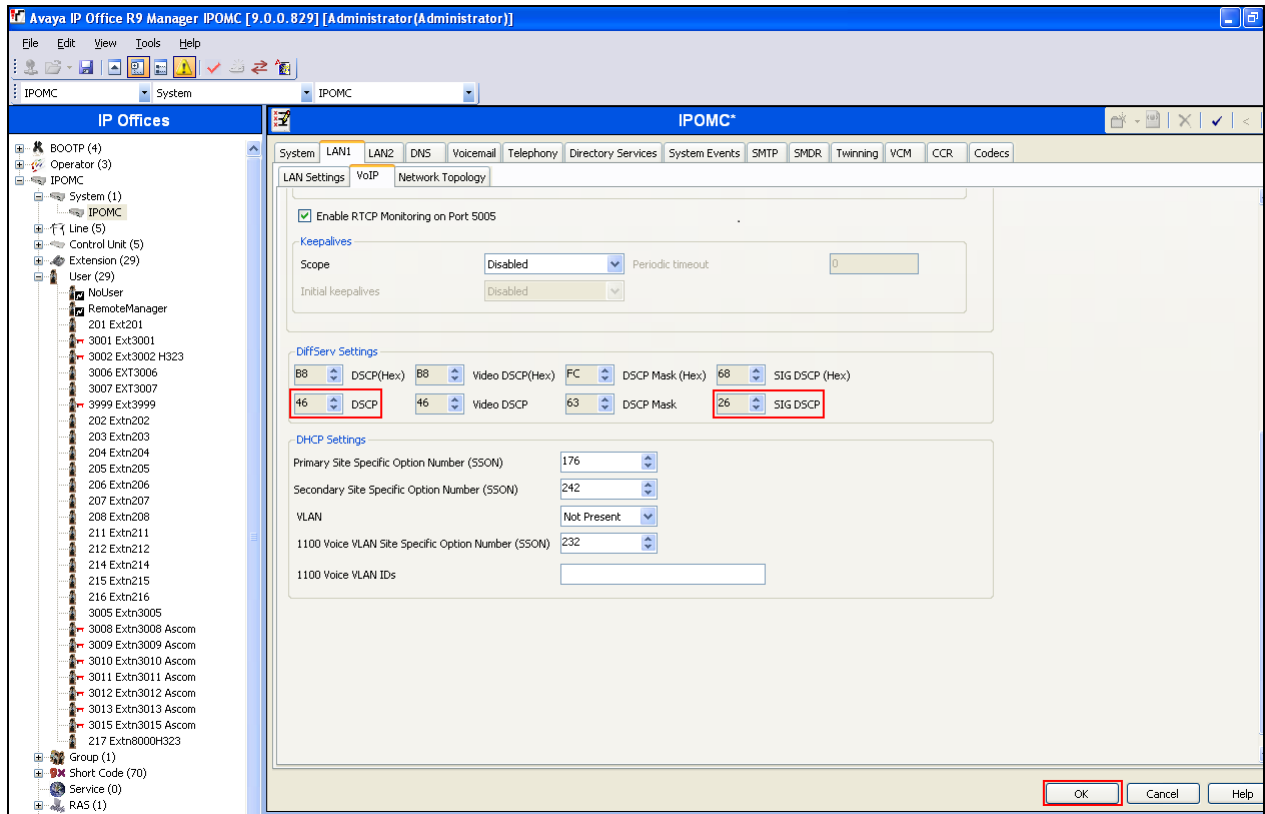 Avaya IP Office R9 Manager IPOMC [9.0.0.829] [Administrator(Administrator)]
File Edit View Tools Help
IPOMC System IPOMC
IP Offices
BOOTP (4)
Operator (3)
IPOMC
System (1)
IPOMC
Line (5)
Control Unit (5)
Extension (29)
User (29)
NoUser
RemoteManager
201 Ext201
3001 Ext3001
3002 Ext3002 H323
3006 EXT3006
3007 EXT3007
3999 Ext3999
202 Extn202
203 Extn203
204 Extn204
205 Extn205
206 Extn206
207 Extn207
208 Extn208
211 Extn211
212 Extn212
214 Extn214
215 Extn215
216 Extn216
3005 Extn3005
3008 Extn3008 Ascom
3009 Extn3009 Ascom
3010 Extn3010 Ascom
3011 Extn3011 Ascom
3012 Extn3012 Ascom
3013 Extn3013 Ascom
3015 Extn3015 Ascom
217 Extn8000H323
Group (1)
Short Code (70)
Service (0)
RAS (1)
IPOMC*
System LAN1 LAN2 DNS Voicemail Telephony Directory Services System Events SMTP SMDR Twinning VCM CCR Codecs
LAN Settings VoIP Network Topology
Enable RTCP Monitoring on Port 5005
Keepalives
Scope Disabled Periodic timeout 0
Initial keepalives Disabled
DiffServ Settings
B8 DSCP(Hex) B8 Video DSCP(Hex) FC DSCP Mask (Hex) 68 SIG DSCP (Hex)
46 DSCP 46 Video DSCP 63 DSCP Mask 26 SIG DSCP
DHCP Settings
Primary Site Specific Option Number (SSON) 176
Secondary Site Specific Option Number (SSON) 242
VLAN Not Present
1100 Voice VLAN Site Specific Option Number (SSON) 232
1100 Voice VLAN IDs
OK Cancel Help